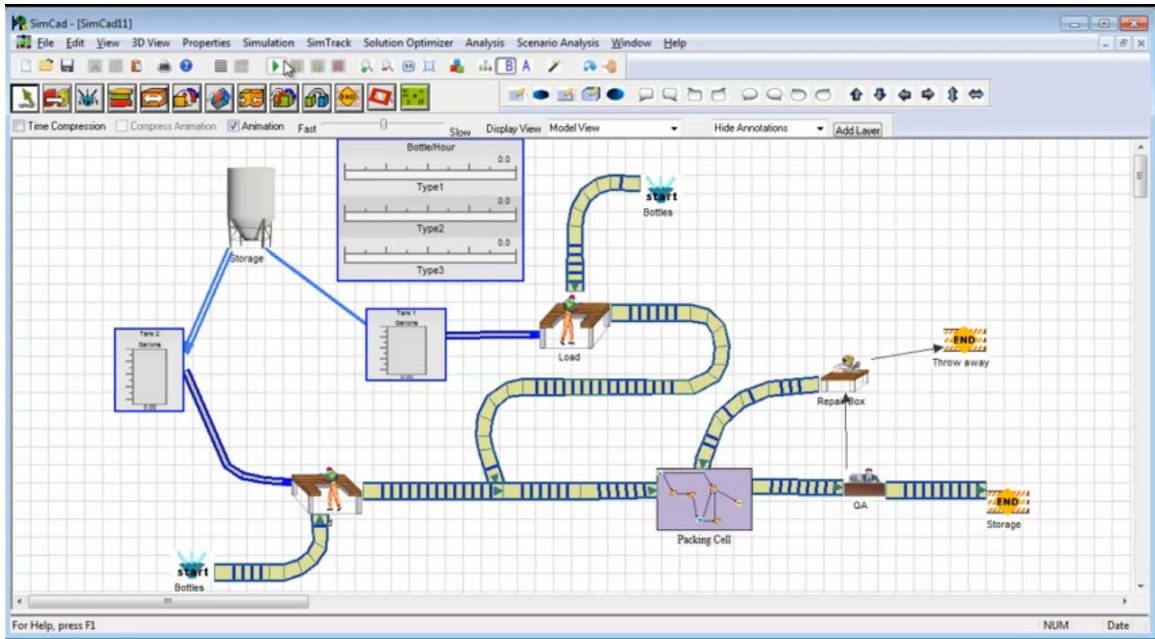 SimCad - [SimCad11]
File Edit View 3D View Properties Simulation SimTrack Solution Optimizer Analysis Scenario Analysis Window Help
B A
END
Time Compression Compress Animation Animation Fast Slow Display View Model View Hide Annotations Add Layer
Bottle/Hour
0.0
Type1
0.0
Type2
0.0
Type3
start
Bottles
Storage
Tank 1
Gallons
0.00
Load
Tank 2
Gallons
0.00
END
Throw away
Repair Box
QA
END
Storage
Packing Cell
start
Bottles
For Help, press F1 NUM Date